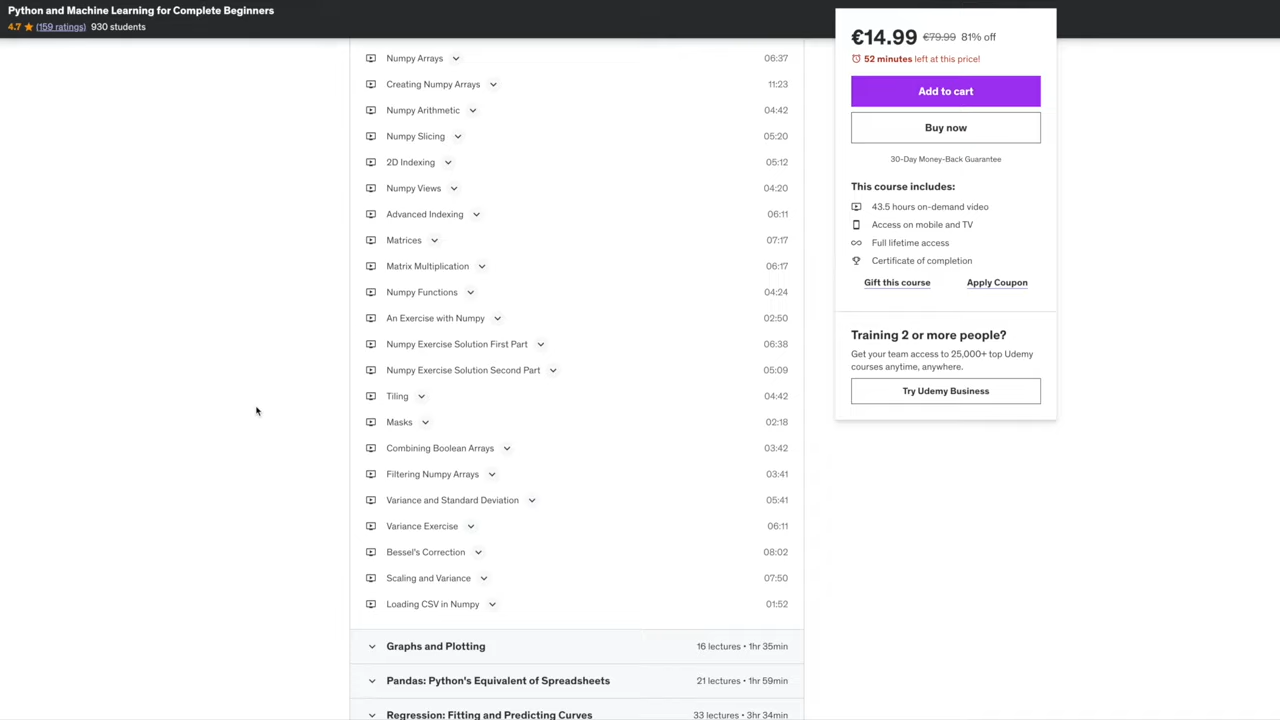 Python and Machine Learning for Complete Beginners
4.7 ★ (159 ratings) 930 students
Numpy Arrays 06:37
Creating Numpy Arrays 11:23
Numpy Arithmetic 04:42
Numpy Slicing 05:20
2D Indexing 05:12
Numpy Views 04:20
Advanced Indexing 06:11
Matrices 07:17
Matrix Multiplication 06:17
Numpy Functions 04:24
An Exercise with Numpy 02:50
Numpy Exercise Solution First Part 06:38
Numpy Exercise Solution Second Part 05:09
Tiling 04:42
Masks 02:18
Combining Boolean Arrays 03:42
Filtering Numpy Arrays 03:41
Variance and Standard Deviation 05:41
Variance Exercise 06:11
Bessel's Correction 08:02
Scaling and Variance 07:50
Loading CSV in Numpy 01:52
Graphs and Plotting 16 lectures • 1hr 35min
Pandas: Python's Equivalent of Spreadsheets 21 lectures • 1hr 59min
Regression: Fitting and Predicting Curves 33 lectures • 3hr 34min
€14.99 €79.99 81% off
52 minutes left at this price!
Add to cart
Buy now
30-Day Money-Back Guarantee
This course includes:
43.5 hours on-demand video
Access on mobile and TV
Full lifetime access
Certificate of completion
Gift this course Apply Coupon
Training 2 or more people?
Get your team access to 25,000+ top Udemy
courses anytime, anywhere.
Try Udemy Business